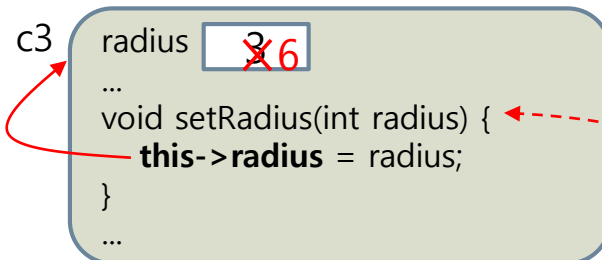 c3
radius 3 6
...
void setRadius(int radius) {
this->radius = radius;
}
...